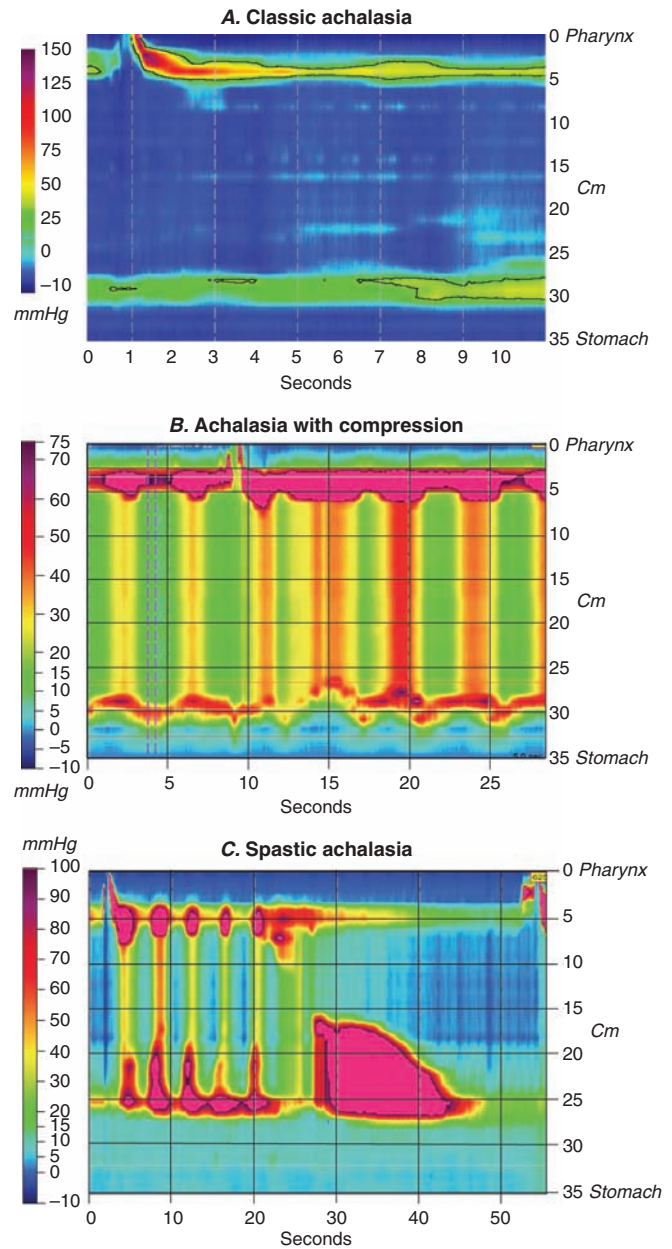 A. Classic achalasia
150
125
100
75
50
25
0
−10
mmHg
0 Pharynx
5
10
15
Cm
20
25
30
35 Stomach
0 1 2 3 4 5 6 7 8 9 10
Seconds
B. Achalasia with compression
75
70
60
50
40
30
20
15
10
5
0
−5
−10
mmHg
0 Pharynx
5
10
15
Cm
20
25
30
35 Stomach
0 5 10 15 20 25
Seconds
mmHg
C. Spastic achalasia
100
90
80
70
60
50
40
30
20
15
10
5
0
−10
0 Pharynx
5
10
15
Cm
20
25
30
35 Stomach
0 10 20 30 40 50
Seconds